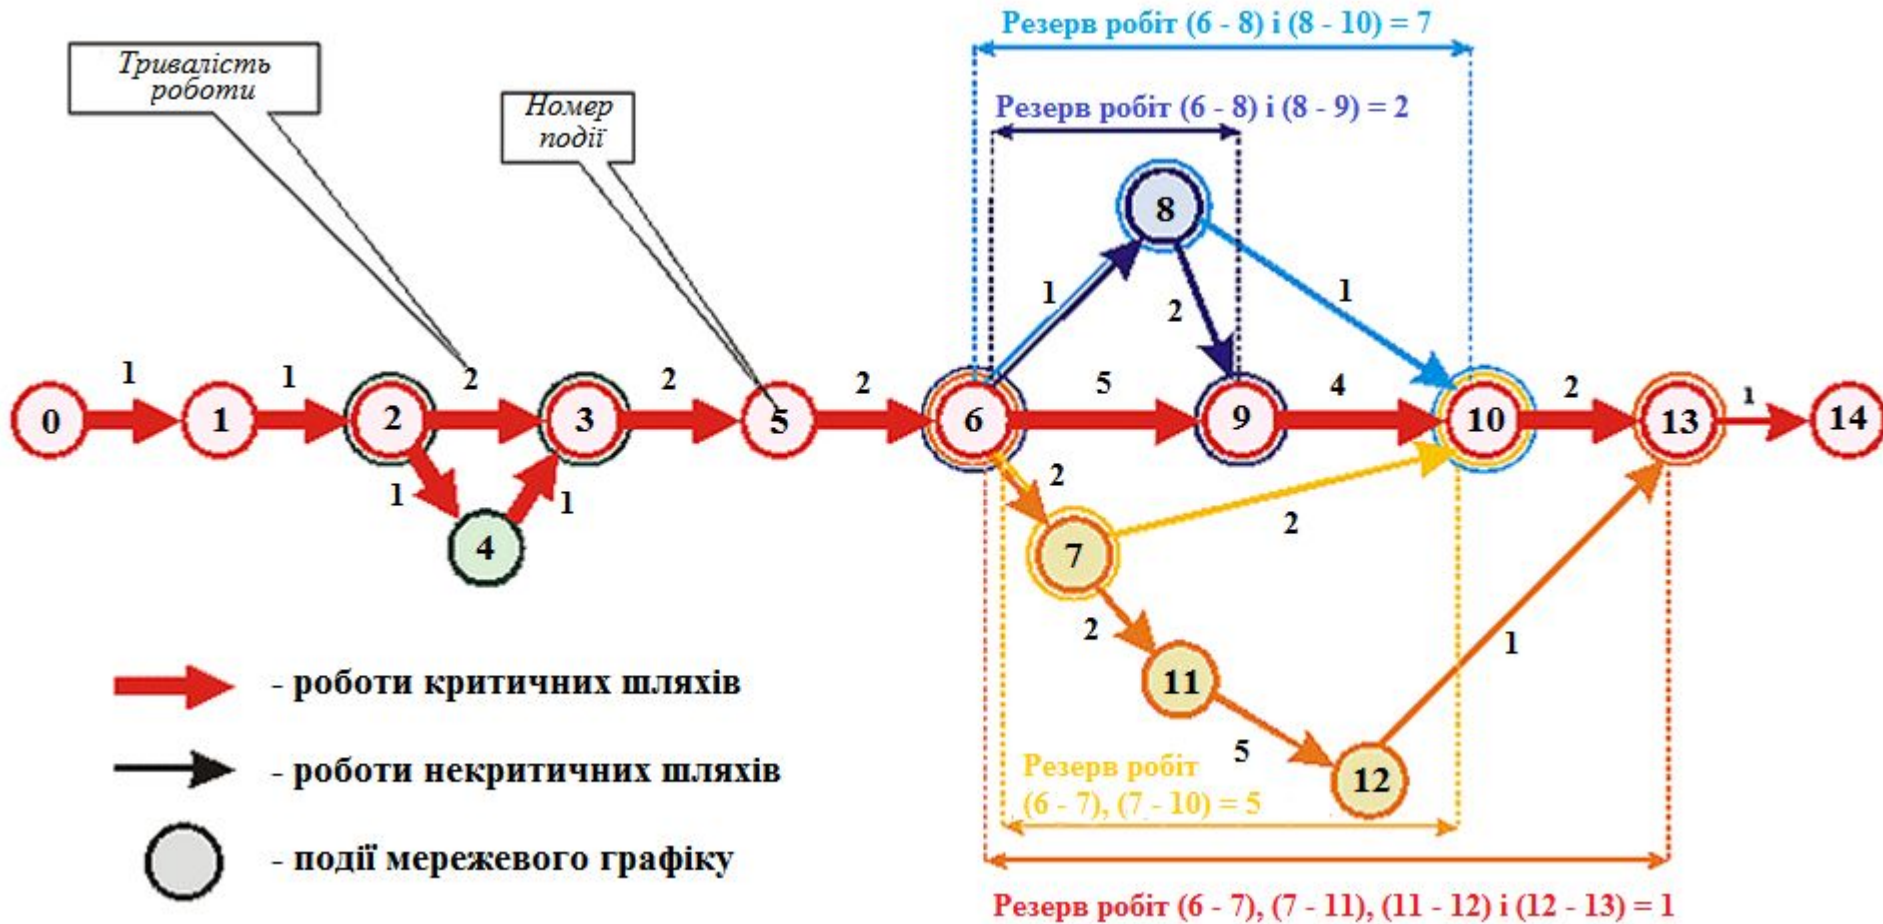 Резерв робіт (6 - 8) і (8 - 10) = 7
Тривалість
роботи
Номер
події
Резерв робіт (6 - 8) і (8 - 9) = 2
8
1
2
1
1
1
2
2
2
5
4
2
1
0
1
2
3
5
6
9
10
13
14
1
1
4
2
2
7
2
11
1
5
12
- роботи критичних шляхів
- роботи некритичних шляхів
- події мережевого графіку
Резерв робіт
(6 - 7), (7 - 10) = 5
Резерв робіт (6 - 7), (7 - 11), (11 - 12) і (12 - 13) = 1